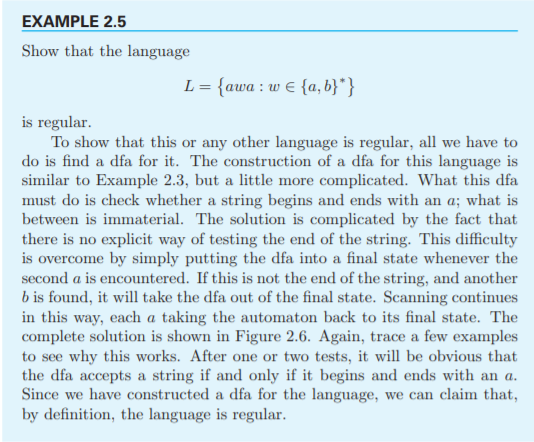 EXAMPLE 2.5
Show that the language
L = {awa : w ∈ {a, b}*}
is regular.
To show that this or any other language is regular, all we have to
do is find a dfa for it. The construction of a dfa for this language is
similar to Example 2.3, but a little more complicated. What this dfa
must do is check whether a string begins and ends with an a; what is
between is immaterial. The solution is complicated by the fact that
there is no explicit way of testing the end of the string. This difficulty
is overcome by simply putting the dfa into a final state whenever the
second a is encountered. If this is not the end of the string, and another
b is found, it will take the dfa out of the final state. Scanning continues
in this way, each a taking the automaton back to its final state. The
complete solution is shown in Figure 2.6. Again, trace a few examples
to see why this works. After one or two tests, it will be obvious that
the dfa accepts a string if and only if it begins and ends with an a.
Since we have constructed a dfa for the language, we can claim that,
by definition, the language is regular.